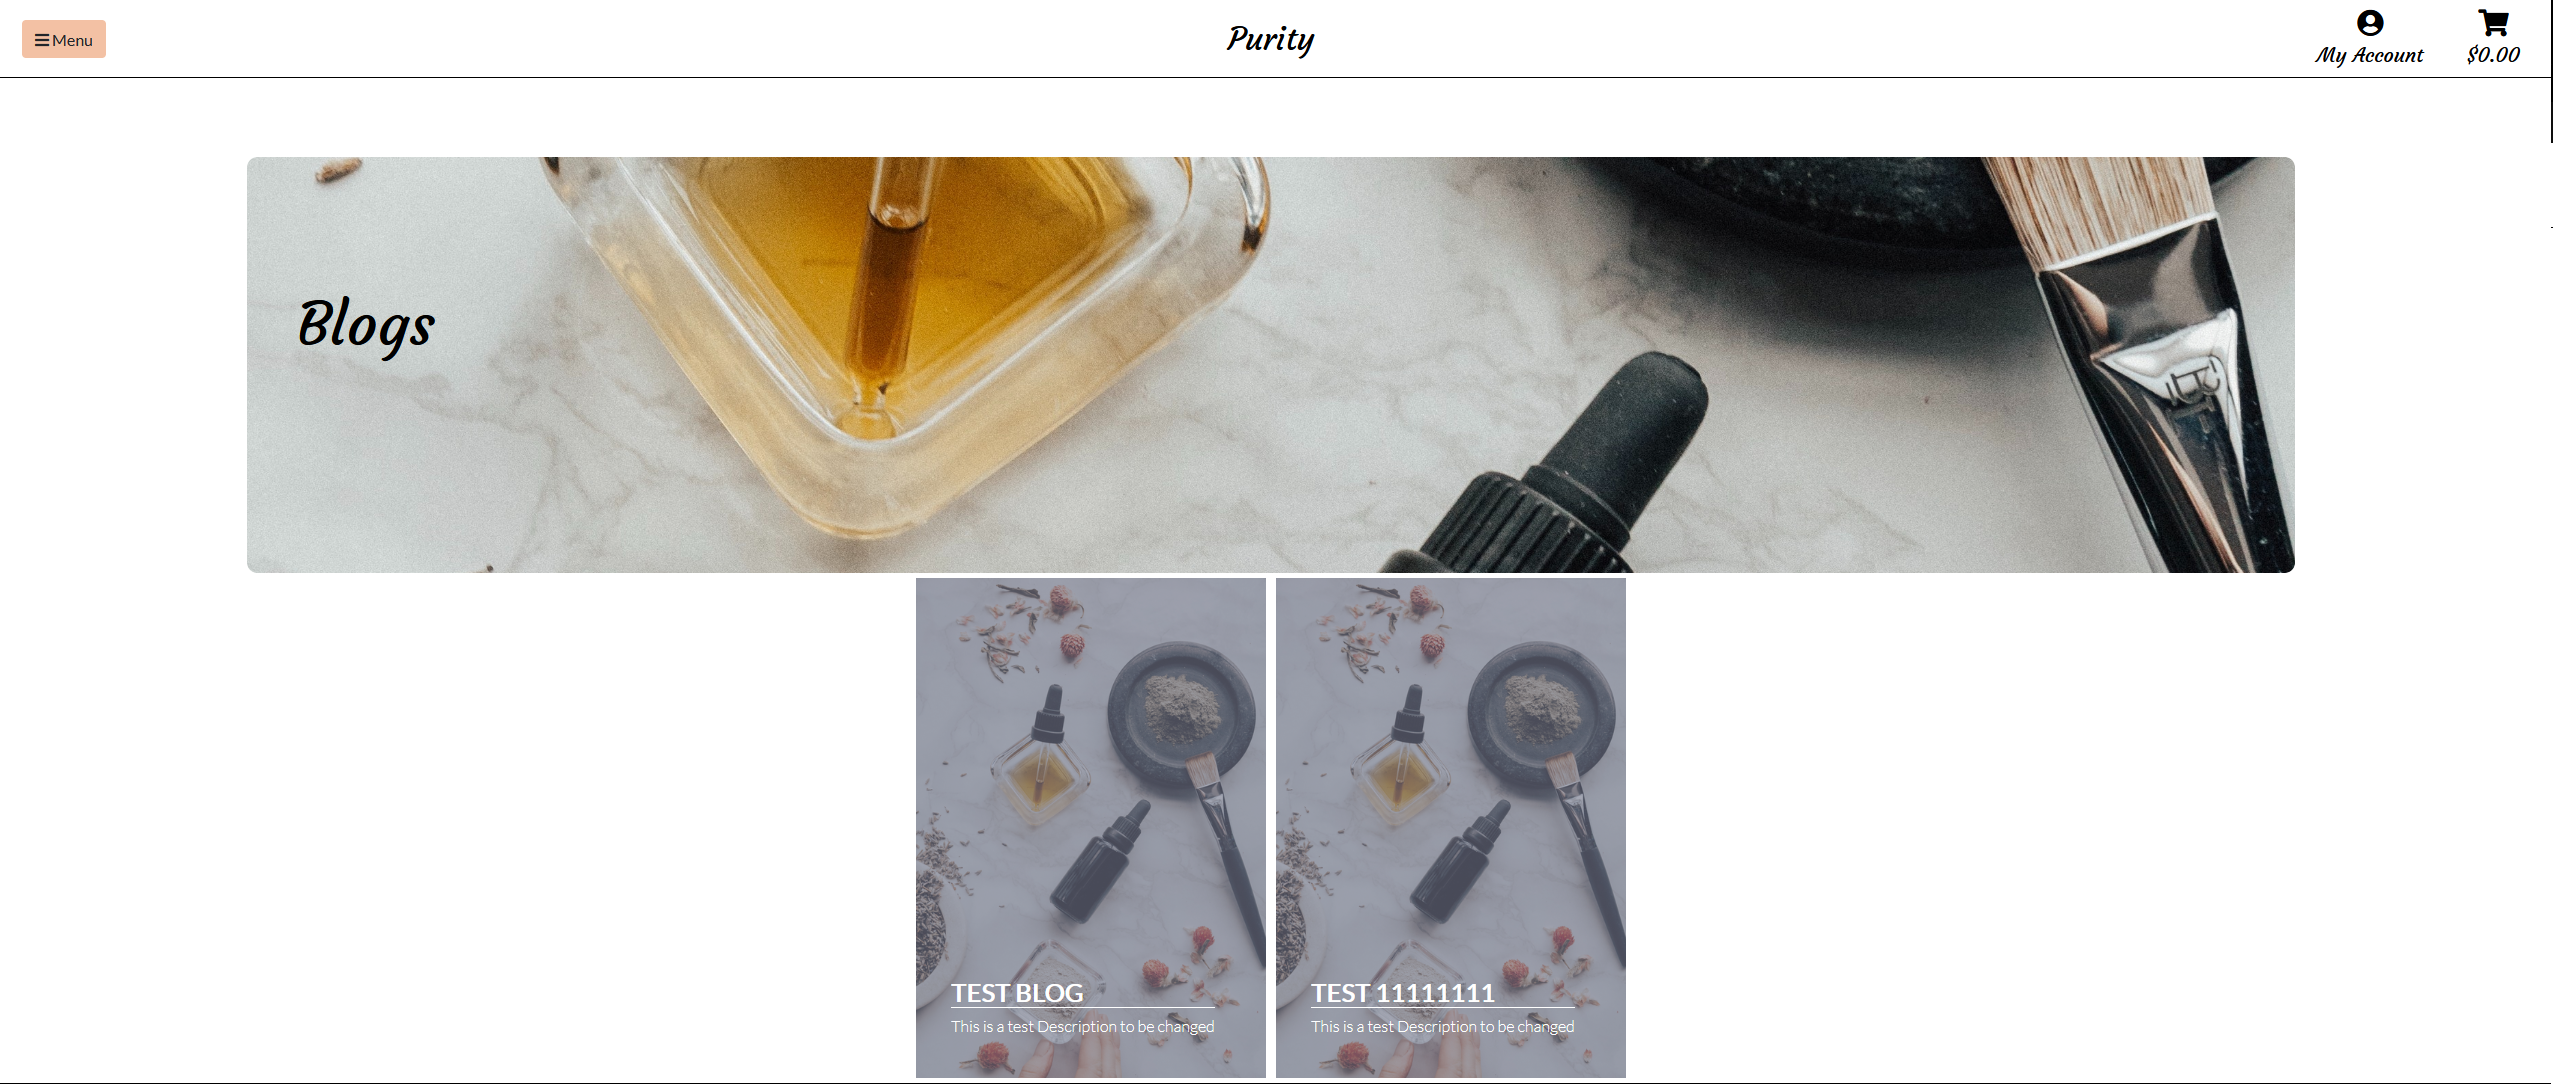 Menu
Purity
My Account
$0.00
Blogs
TEST BLOG
This is a test Description to be changed
TEST 11111111
This is a test Description to be changed